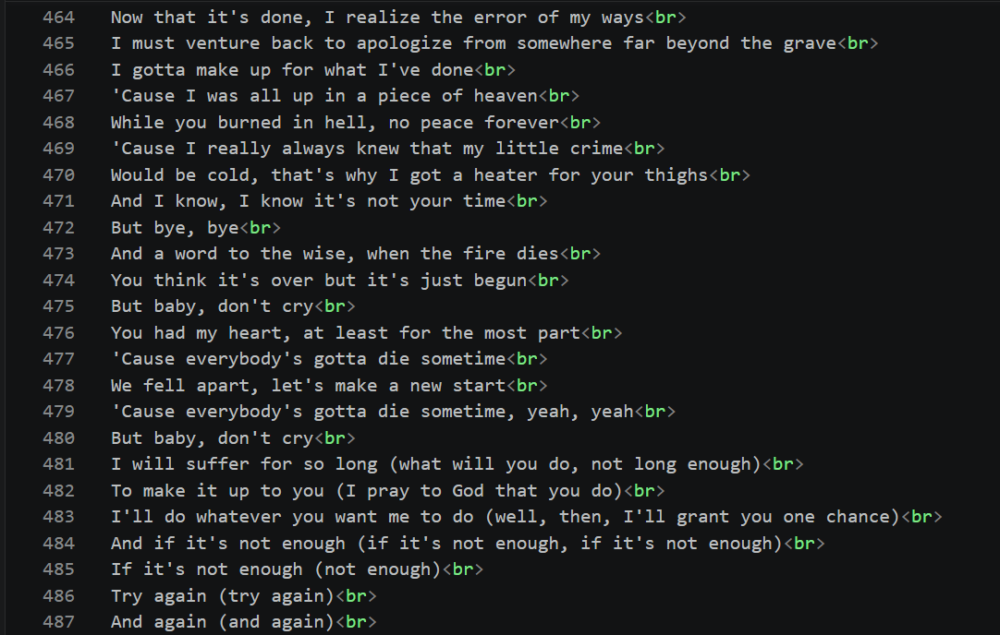 464 Now that it's done, I realize the error of my ways<br>
465 I must venture back to apologize from somewhere far beyond the grave<br>
466 I gotta make up for what I've done<br>
467 'Cause I was all up in a piece of heaven<br>
468 While you burned in hell, no peace forever<br>
469 'Cause I really always knew that my little crime<br>
470 Would be cold, that's why I got a heater for your thighs<br>
471 And I know, I know it's not your time<br>
472 But bye, bye<br>
473 And a word to the wise, when the fire dies<br>
474 You think it's over but it's just begun<br>
475 But baby, don't cry<br>
476 You had my heart, at least for the most part<br>
477 'Cause everybody's gotta die sometime<br>
478 We fell apart, let's make a new start<br>
479 'Cause everybody's gotta die sometime, yeah, yeah<br>
480 But baby, don't cry<br>
481 I will suffer for so long (what will you do, not long enough)<br>
482 To make it up to you (I pray to God that you do)<br>
483 I'll do whatever you want me to do (well, then, I'll grant you one chance)<br>
484 And if it's not enough (if it's not enough, if it's not enough)<br>
485 If it's not enough (not enough)<br>
486 Try again (try again)<br>
487 And again (and again)<br>